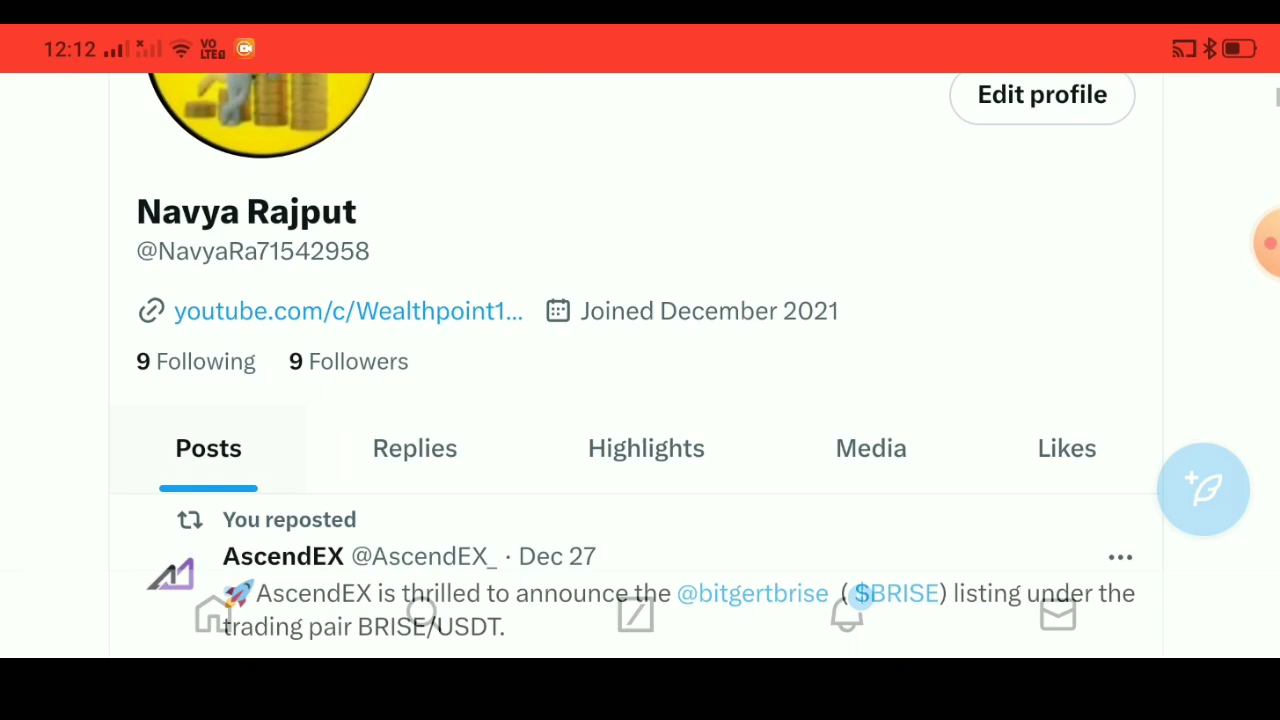 12:12 VO LTE
Edit profile
Navya Rajput
@NavyaRa71542958
youtube.com/c/Wealthpoint1... Joined December 2021
9 Following 9 Followers
Posts Replies Highlights Media Likes
You reposted
AscendEX @AscendEX_ · Dec 27
🚀AscendEX is thrilled to announce the @bitgertbrise ( $BRISE) listing under the
trading pair BRISE/USDT.